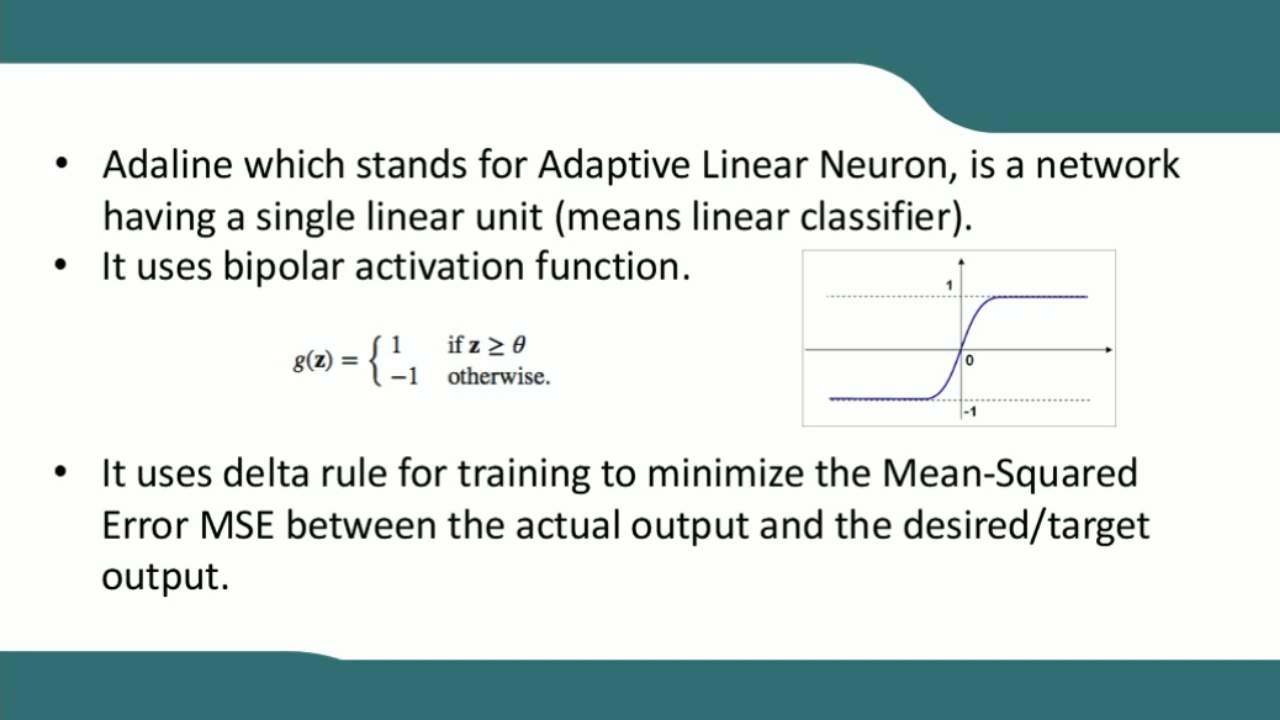 • Adaline which stands for Adaptive Linear Neuron, is a network
having a single linear unit (means linear classifier).
• It uses bipolar activation function.
g(z) = { 1 if z ≥ θ
−1 otherwise.
1
0
-1
• It uses delta rule for training to minimize the Mean-Squared
Error MSE between the actual output and the desired/target
output.